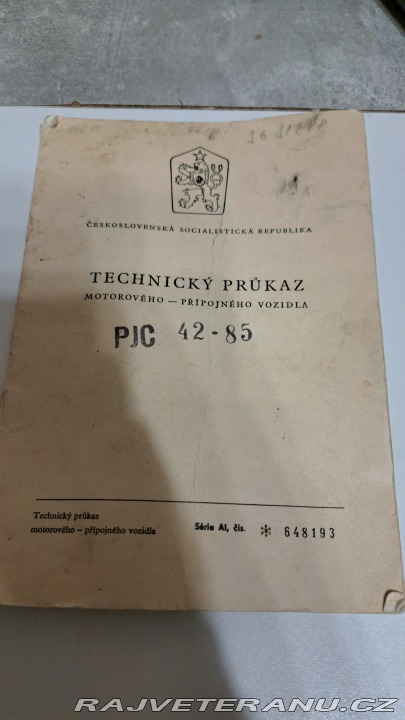 ČESKOSLOVENSKÁ SOCIALISTICKÁ REPUBLIKA
TECHNICKÝ PRŮKAZ
MOTOROVÉHO — PŘÍPOJNÉHO VOZIDLA
PJC 42-85
Technický průkaz
motorového – přípojného vozidla
Série AI, čís. * 648193
RAJVETERANU.CZ